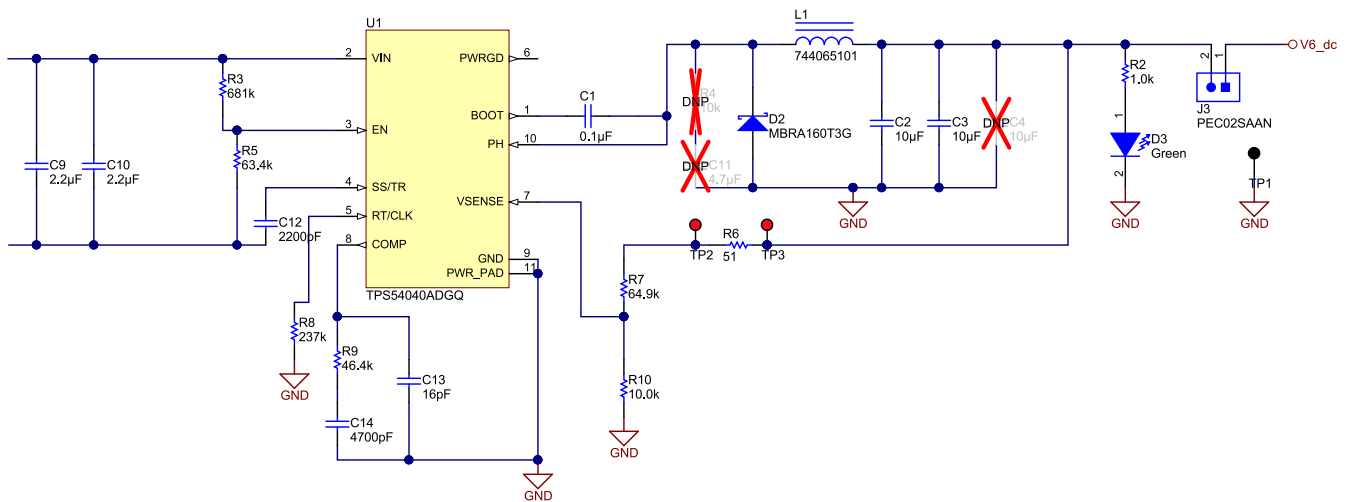 U1
TPS54040ADGQ
2
VIN
3
EN
4
SS/TR
5
RT/CLK
8
COMP
PWRGD
6
BOOT
1
PH
10
VSENSE
7
GND
9
PWR_PAD
11
C9
2.2µF
C10
2.2µF
R3
681k
R5
63.4k
C12
2200pF
R8
237k
GND
R9
46.4k
C14
4700pF
C13
16pF
GND
C1
0.1µF
R4
DNP
10k
C11
DNP
4.7µF
D2
MBRA160T3G
L1
744065101
C2
10µF
C3
10µF
C4
DNP
10µF
GND
TP2
R6
51
TP3
R7
64.9k
R10
10.0k
GND
R2
1.0k
1
D3
Green
2
GND
2
1
J3
PEC02SAAN
V6_dc
TP1
GND